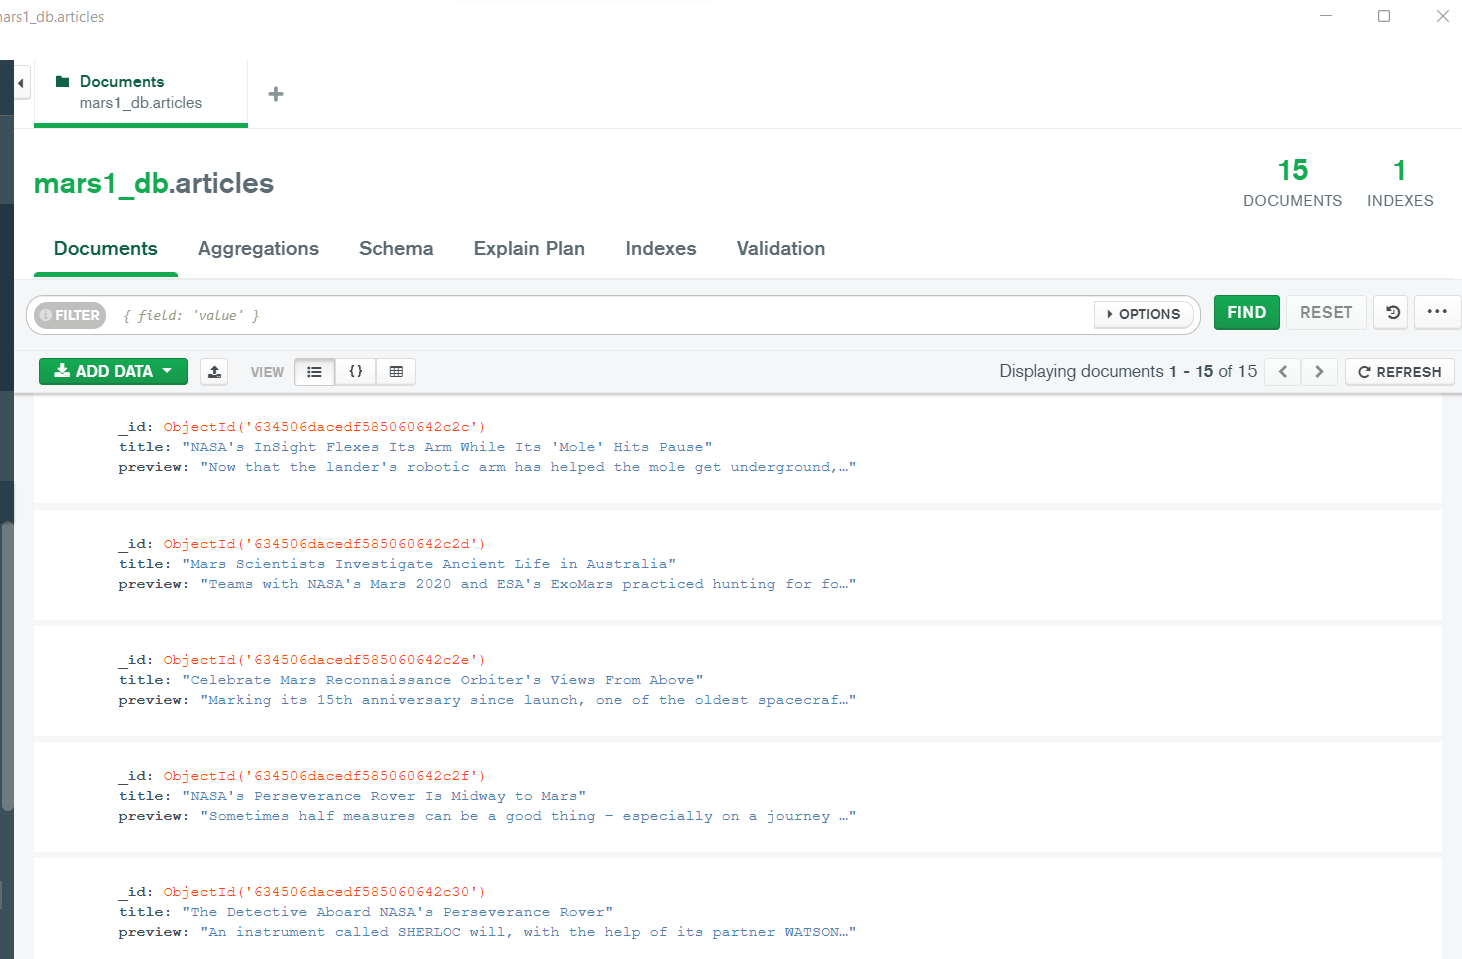 mars1_db.articles
Documents
mars1_db.articles
mars1_db.articles
15
DOCUMENTS
1
INDEXES
Documents Aggregations Schema Explain Plan Indexes Validation
FILTER { field: 'value' } OPTIONS FIND RESET
ADD DATA VIEW {} Displaying documents 1 - 15 of 15 REFRESH
_id: ObjectId('634506dacedf585060642c2c')
title: "NASA's InSight Flexes Its Arm While Its 'Mole' Hits Pause"
preview: "Now that the lander's robotic arm has helped the mole get underground,…"
_id: ObjectId('634506dacedf585060642c2d')
title: "Mars Scientists Investigate Ancient Life in Australia"
preview: "Teams with NASA's Mars 2020 and ESA's ExoMars practiced hunting for fo…"
_id: ObjectId('634506dacedf585060642c2e')
title: "Celebrate Mars Reconnaissance Orbiter's Views From Above"
preview: "Marking its 15th anniversary since launch, one of the oldest spacecraf…"
_id: ObjectId('634506dacedf585060642c2f')
title: "NASA's Perseverance Rover Is Midway to Mars"
preview: "Sometimes half measures can be a good thing – especially on a journey …"
_id: ObjectId('634506dacedf585060642c30')
title: "The Detective Aboard NASA's Perseverance Rover"
preview: "An instrument called SHERLOC will, with the help of its partner WATSON…"